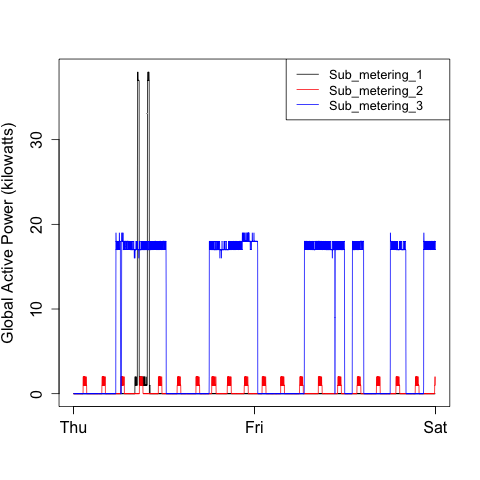 Sub_metering_1
Sub_metering_2
Sub_metering_3
Global Active Power (kilowatts)
30
20
10
0
Thu Fri Sat